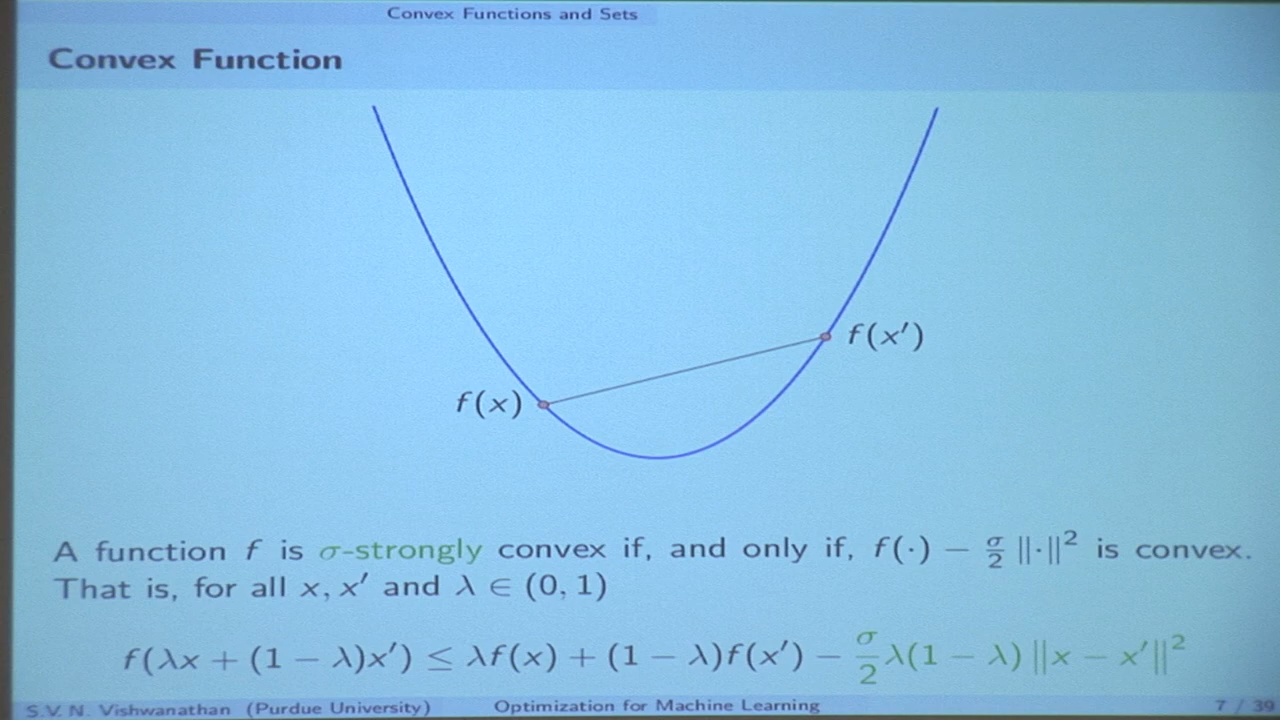 Convex Functions and Sets
Convex Function
f(x′)
f(x)
A function f is σ-strongly convex if, and only if, f(·) − σ/2 ‖·‖² is convex.
That is, for all x, x′ and λ ∈ (0, 1)
f(λx + (1 − λ)x′) ≤ λf(x) + (1 − λ)f(x′) − σ/2 λ(1 − λ) ‖x − x′‖²
S.V. N. Vishwanathan (Purdue University) Optimization for Machine Learning 7 / 39